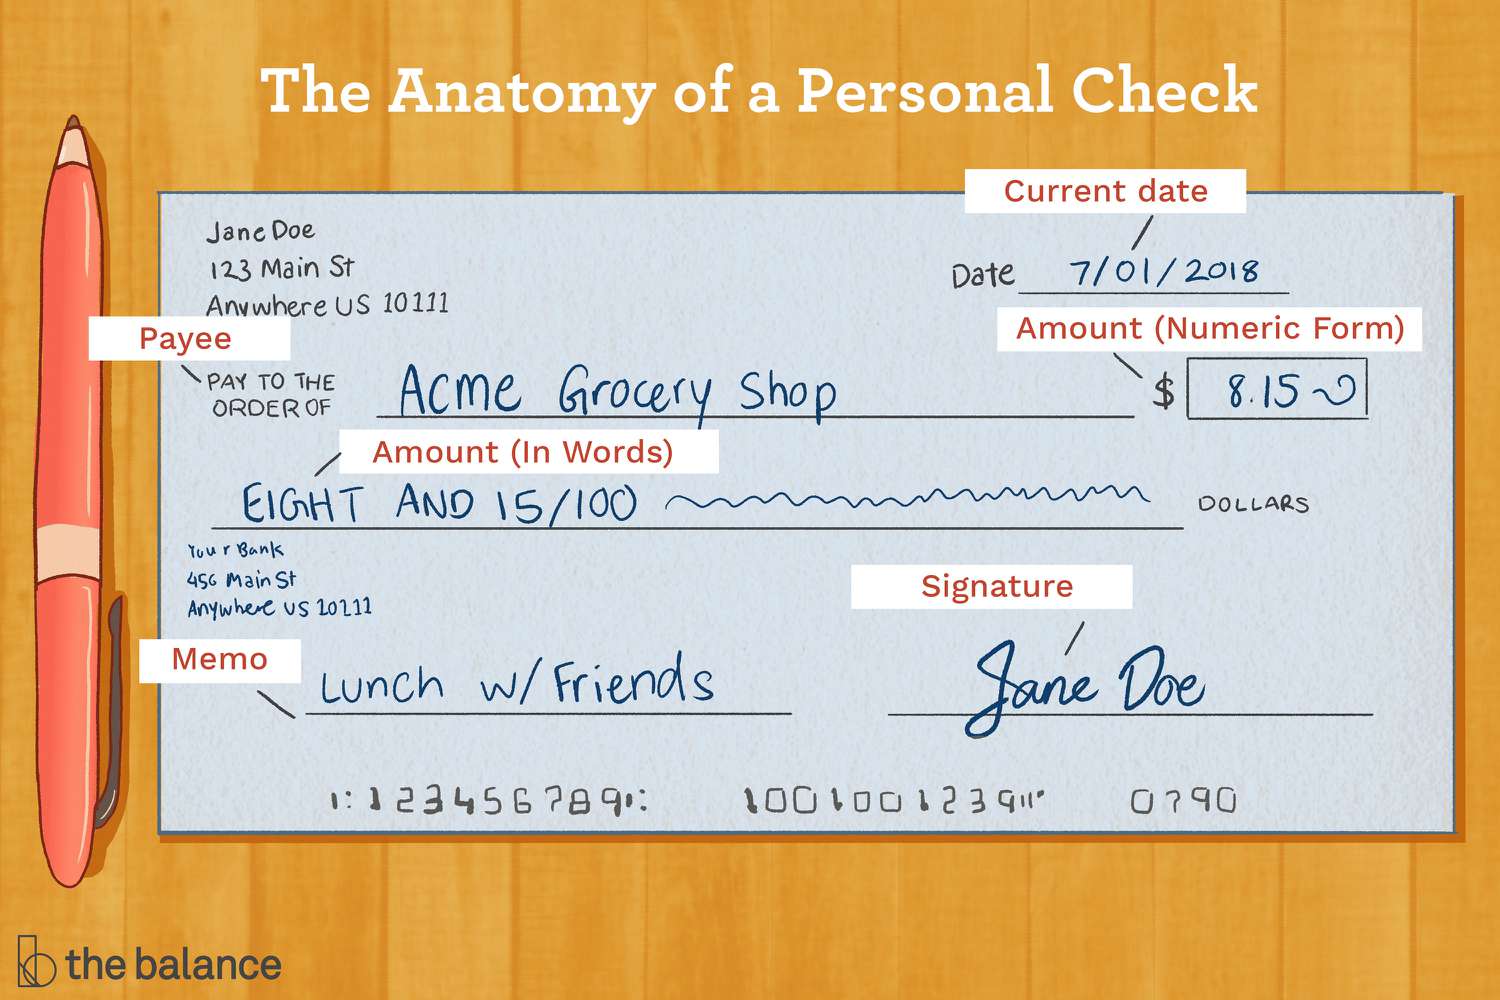 The Anatomy of a Personal Check
Current date
Jane Doe
123 Main St
Anywhere US 10111
Date 7/01/2018
Payee
Amount (Numeric Form)
PAY TO THE
ORDER OF
Acme Grocery Shop
$ 8.15
Amount (In Words)
EIGHT AND 15/100
DOLLARS
Your Bank
456 Main St
Anywhere US 10111
Signature
Memo
Lunch w/ Friends
Jane Doe
⑆123456789⑆ 1001001239⑈ 0790
the balance